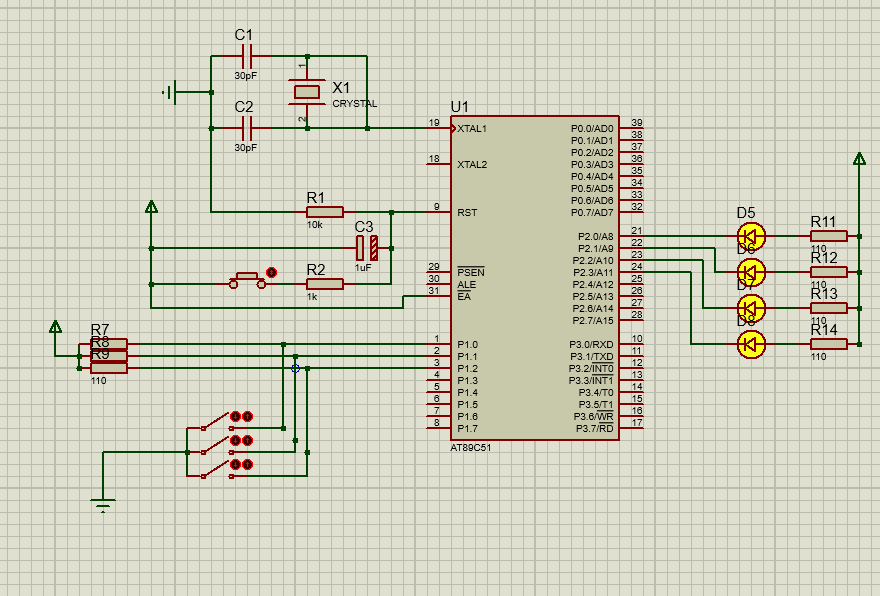 C1
30pF
1
X1
CRYSTAL
2
C2
30pF
U1
19
XTAL1
18
XTAL2
9
RST
29
PSEN
30
ALE
31
EA
1
P1.0
2
P1.1
3
P1.2
4
P1.3
5
P1.4
6
P1.5
7
P1.6
8
P1.7
P0.0/AD0
39
P0.1/AD1
38
P0.2/AD2
37
P0.3/AD3
36
P0.4/AD4
35
P0.5/AD5
34
P0.6/AD6
33
P0.7/AD7
32
P2.0/A8
21
P2.1/A9
22
P2.2/A10
23
P2.3/A11
24
P2.4/A12
25
P2.5/A13
26
P2.6/A14
27
P2.7/A15
28
P3.0/RXD
10
P3.1/TXD
11
P3.2/INT0
12
P3.3/INT1
13
P3.4/T0
14
P3.5/T1
15
P3.6/WR
16
P3.7/RD
17
AT89C51
R1
10k
C3
1uF
R2
1k
R7
R8
R9
110
D5
D6
D7
D8
R11
110
R12
110
R13
110
R14
110